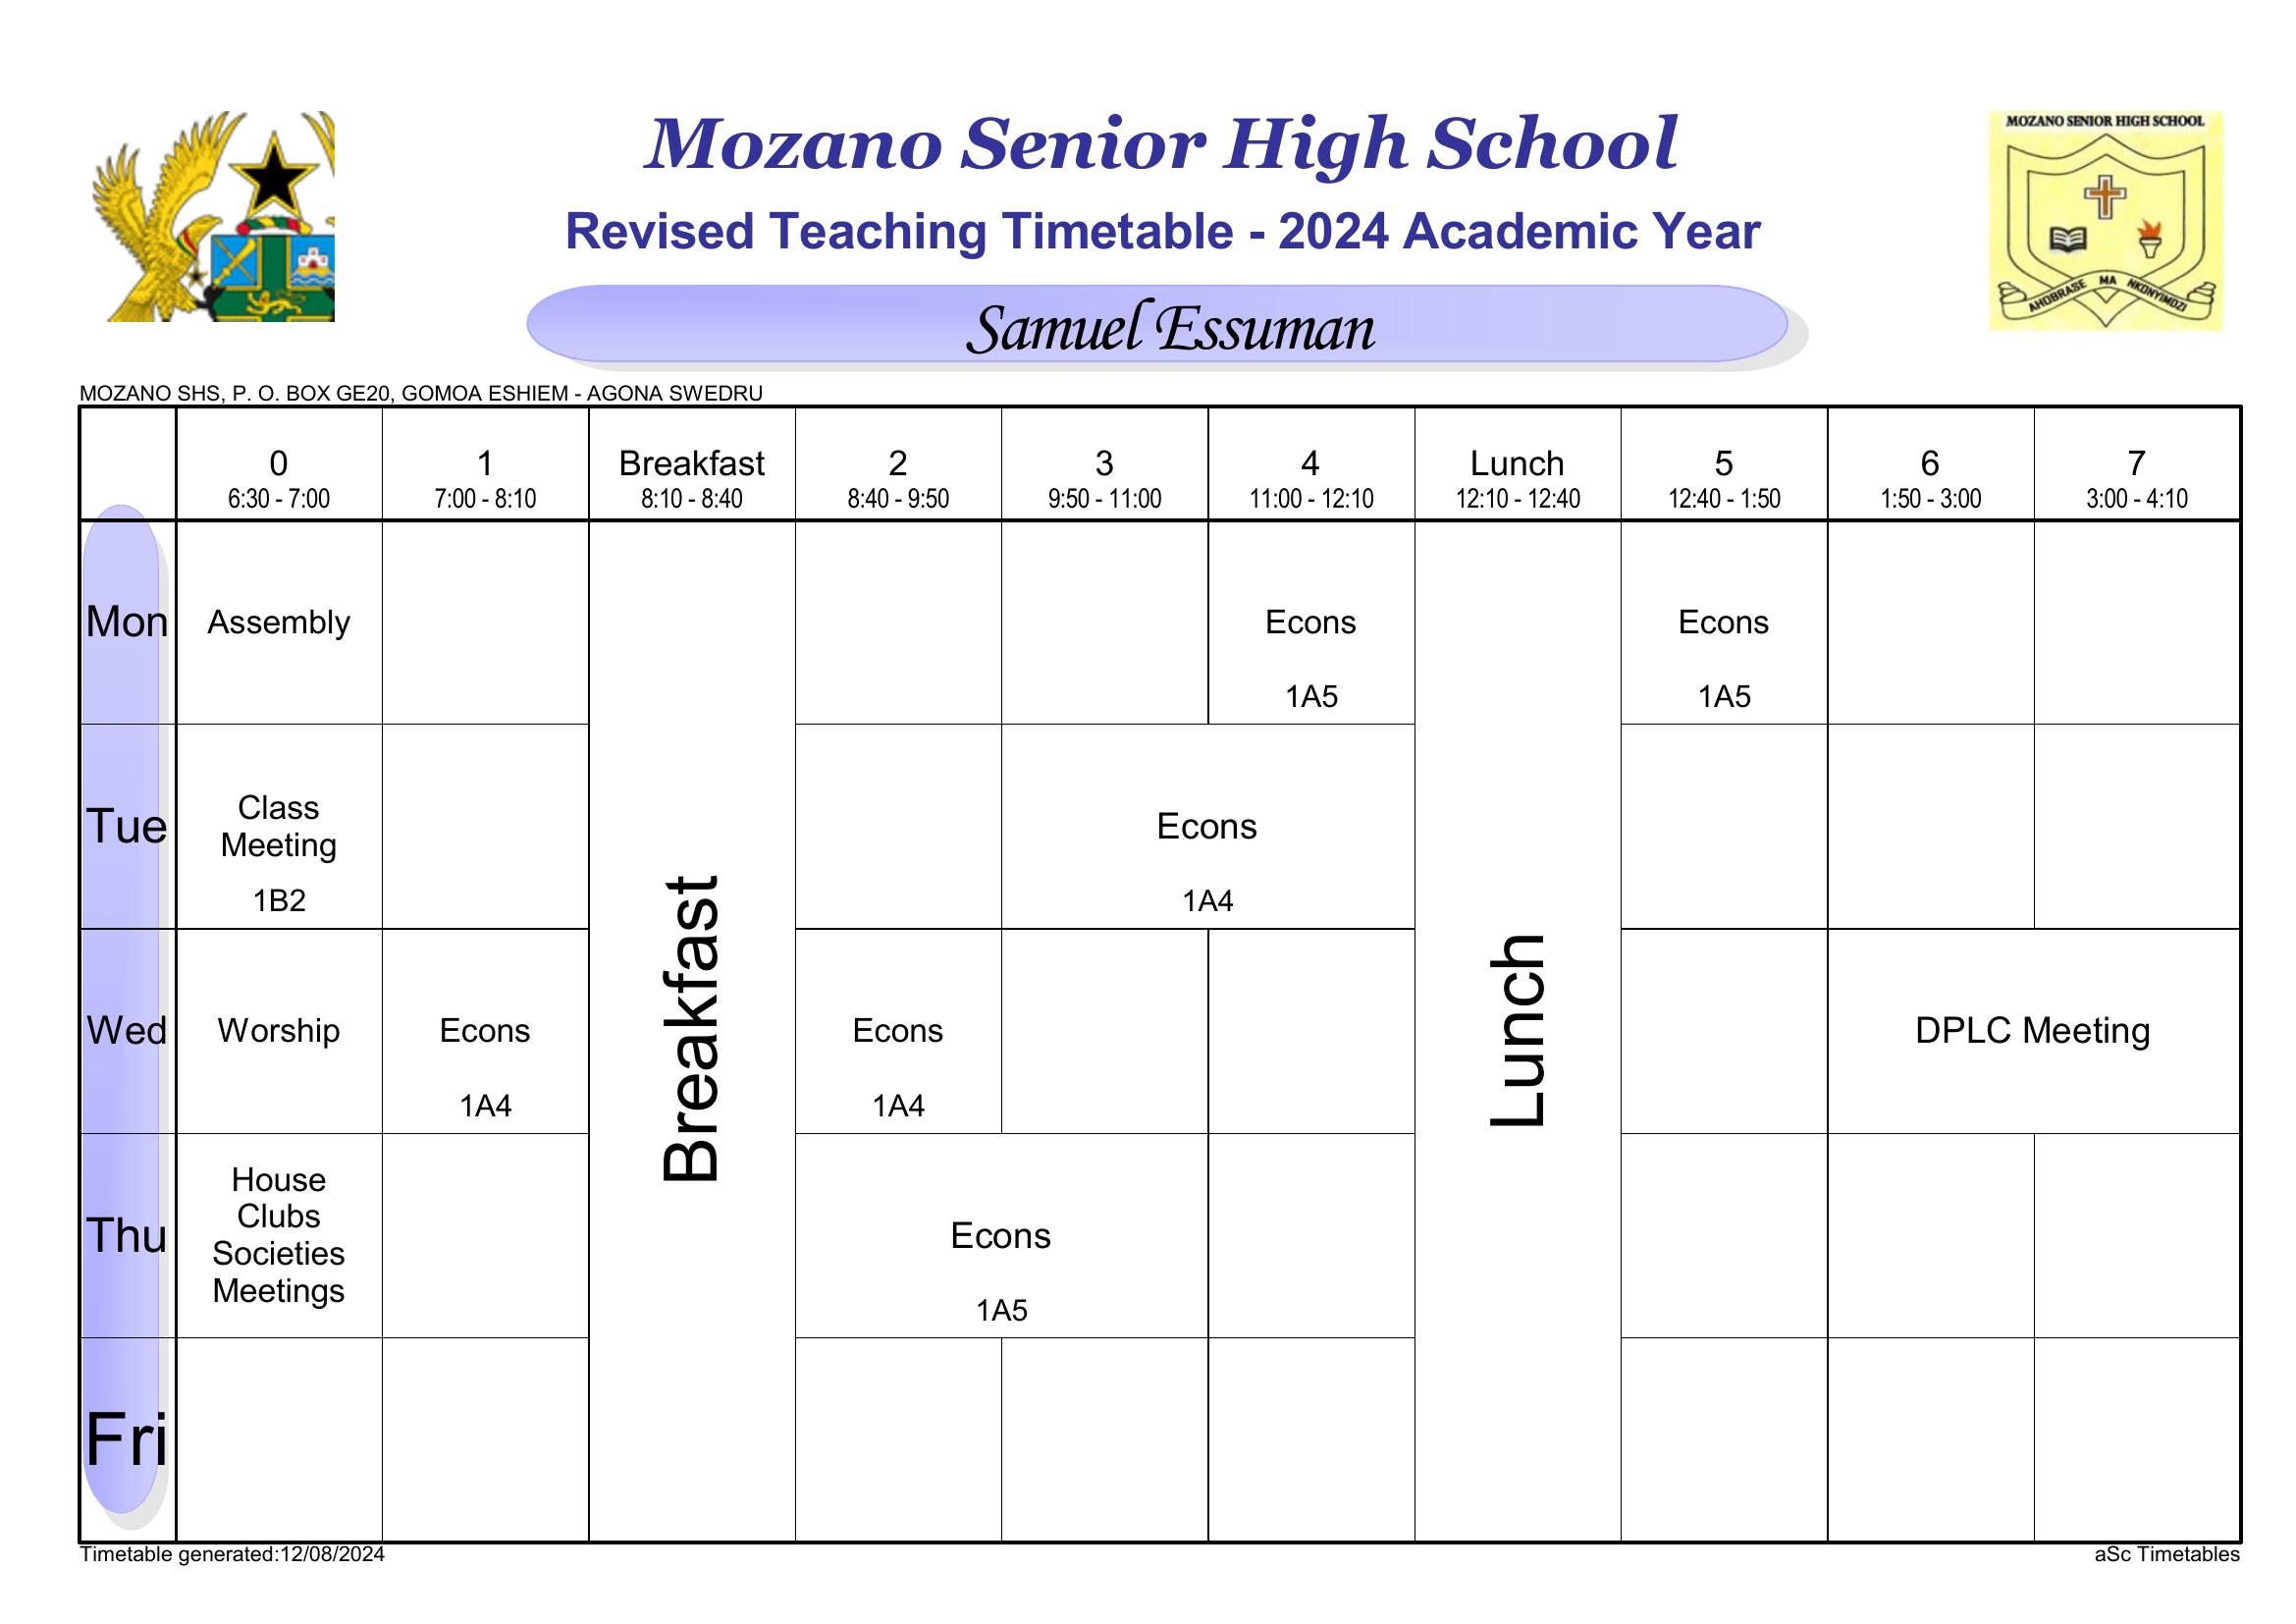 MOZANO SENIOR HIGH SCHOOL
AHOBRASE MA NKONYIMDZI
Mozano Senior High School
Revised Teaching Timetable - 2024 Academic Year
Samuel Essuman
MOZANO SHS, P. O. BOX GE20, GOMOA ESHIEM - AGONA SWEDRU
0 1 Breakfast 2 3 4 Lunch 5 6 7
6:30 - 7:00 7:00 - 8:10 8:10 - 8:40 8:40 - 9:50 9:50 - 11:00 11:00 - 12:10 12:10 - 12:40 12:40 - 1:50 1:50 - 3:00 3:00 - 4:10
Breakfast
Lunch
Mon Assembly Econs Econs
1A5 1A5
Tue Class Meeting Econs
1B2 1A4
Wed Worship Econs Econs DPLC Meeting
1A4 1A4
Thu House Clubs Societies Meetings Econs
1A5
Fri
Timetable generated:12/08/2024 aSc Timetables